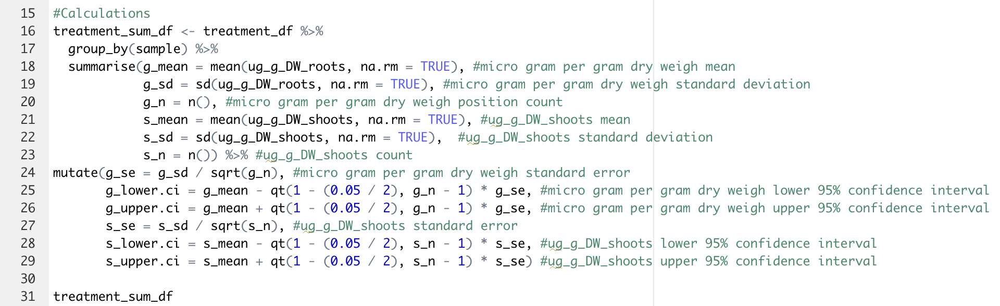 15 #Calculations
16 treatment_sum_df <- treatment_df %>%
17 group_by(sample) %>%
18 summarise(g_mean = mean(ug_g_DW_roots, na.rm = TRUE), #micro gram per gram dry weigh mean
19 g_sd = sd(ug_g_DW_roots, na.rm = TRUE), #micro gram per gram dry weigh standard deviation
20 g_n = n(), #micro gram per gram dry weigh position count
21 s_mean = mean(ug_g_DW_shoots, na.rm = TRUE), #ug_g_DW_shoots mean
22 s_sd = sd(ug_g_DW_shoots, na.rm = TRUE),  #ug_g_DW_shoots standard deviation
23 s_n = n()) %>% #ug_g_DW_shoots count
24 mutate(g_se = g_sd / sqrt(g_n), #micro gram per gram dry weigh standard error
25 g_lower.ci = g_mean - qt(1 - (0.05 / 2), g_n - 1) * g_se, #micro gram per gram dry weigh lower 95% confidence interval
26 g_upper.ci = g_mean + qt(1 - (0.05 / 2), g_n - 1) * g_se, #micro gram per gram dry weigh upper 95% confidence interval
27 s_se = s_sd / sqrt(s_n), #ug_g_DW_shoots standard error
28 s_lower.ci = s_mean - qt(1 - (0.05 / 2), s_n - 1) * s_se, #ug_g_DW_shoots lower 95% confidence interval
29 s_upper.ci = s_mean + qt(1 - (0.05 / 2), s_n - 1) * s_se) #ug_g_DW_shoots upper 95% confidence interval
30
31 treatment_sum_df